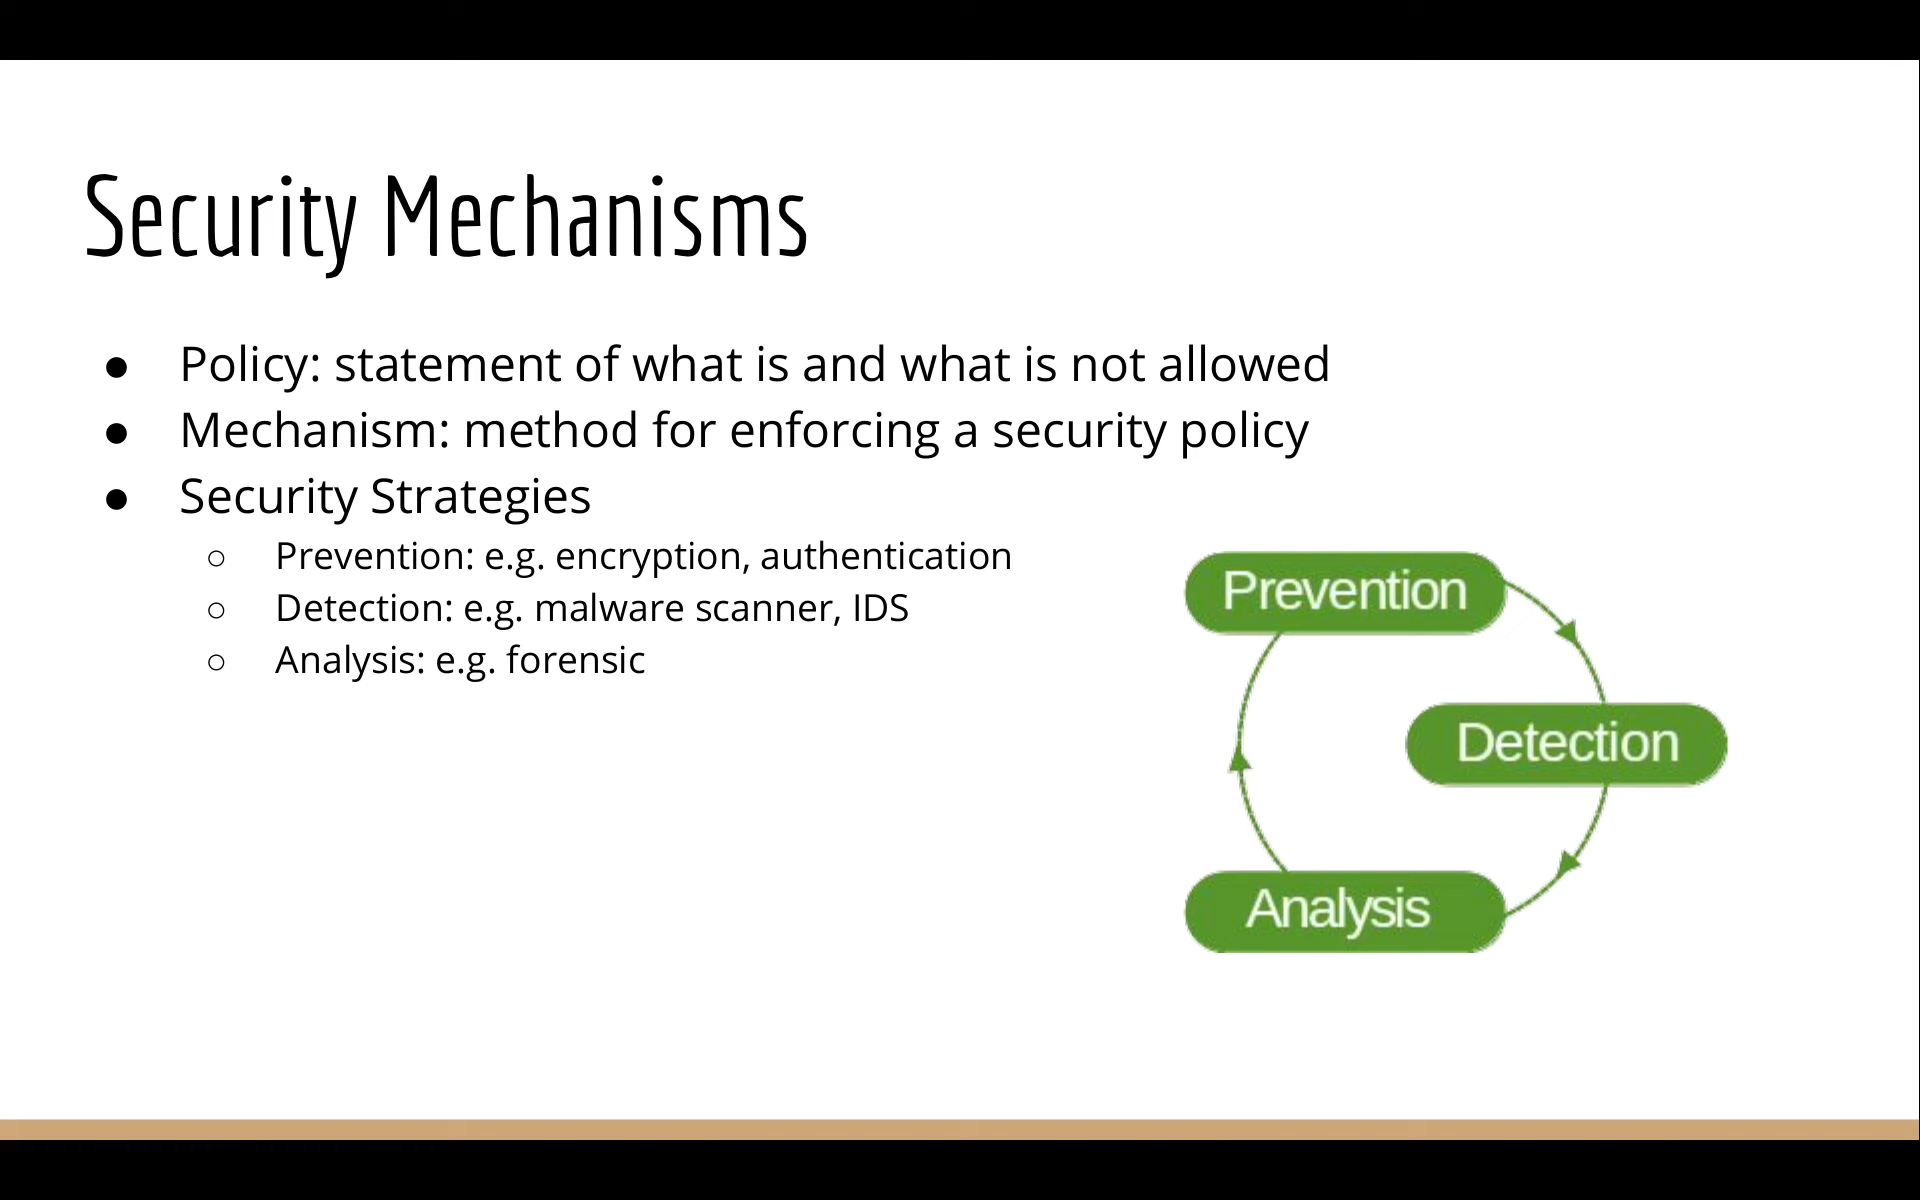 Security Mechanisms
● Policy: statement of what is and what is not allowed
● Mechanism: method for enforcing a security policy
● Security Strategies
○ Prevention: e.g. encryption, authentication
○ Detection: e.g. malware scanner, IDS
○ Analysis: e.g. forensic
Prevention
Detection
Analysis